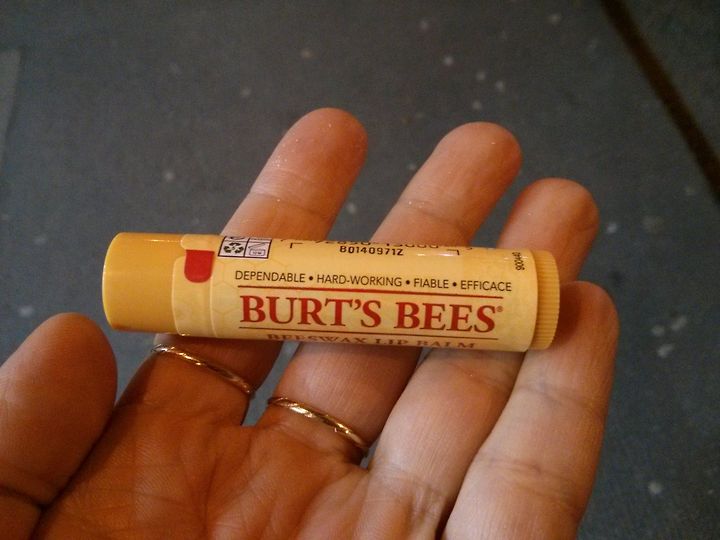 B0140971Z
DEPENDABLE • HARD-WORKING • FIABLE • EFFICACE
BURT'S BEES®
BEESWAX LIP BALM